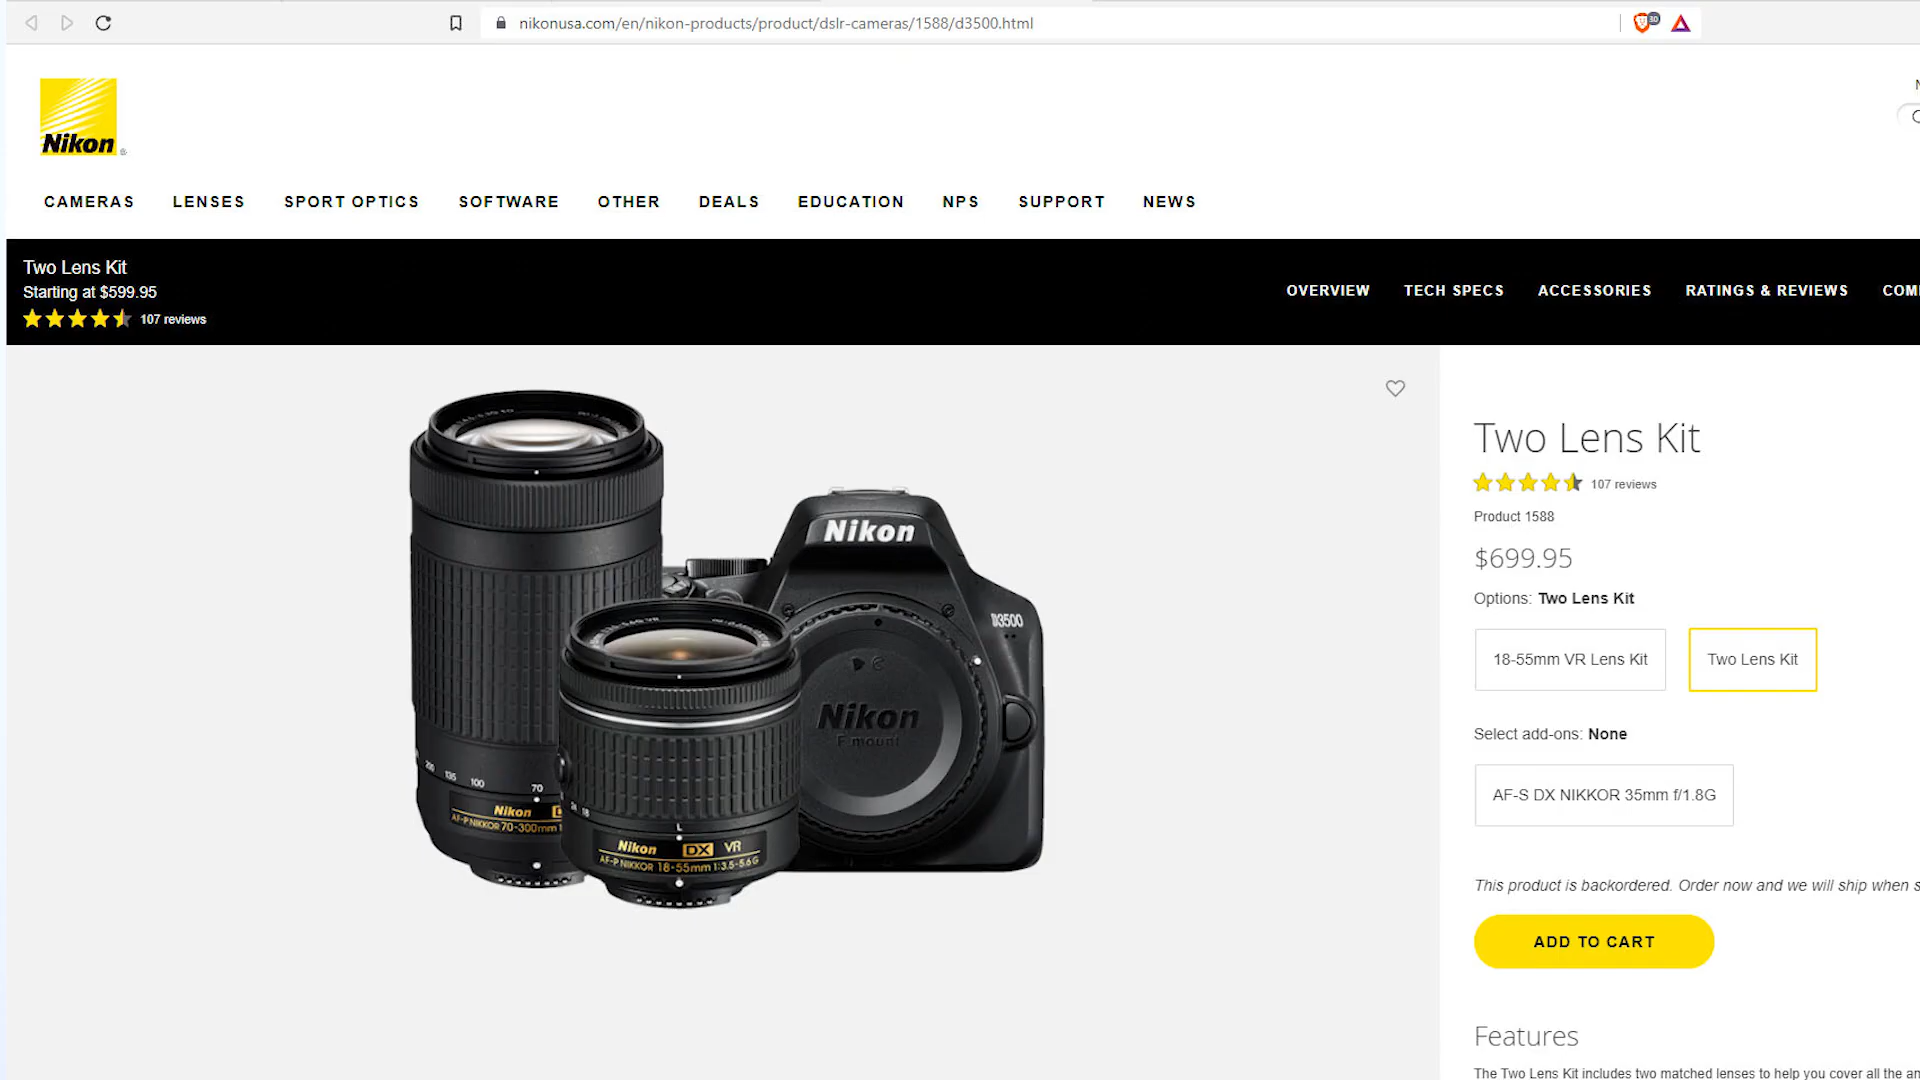 nikonusa.com/en/nikon-products/product/dslr-cameras/1588/d3500.html
Nikon
CAMERAS LENSES SPORT OPTICS SOFTWARE OTHER DEALS EDUCATION NPS SUPPORT NEWS
Two Lens Kit
Starting at $599.95
107 reviews
OVERVIEW TECH SPECS ACCESSORIES RATINGS & REVIEWS
Two Lens Kit
107 reviews
Product 1588
$699.95
Options: Two Lens Kit
18-55mm VR Lens Kit Two Lens Kit
Select add-ons: None
AF-S DX NIKKOR 35mm f/1.8G
This product is backordered. Order now and we will ship when
ADD TO CART
Features
The Two Lens Kit includes two matched lenses to help you cover all the
Nikon
D3500
Nikon
F mount
200 135 100 70
Nikon
AF-P NIKKOR 70-300mm
24 18
L
Nikon DX VR
AF-P NIKKOR 18-55mm 1:3.5-5.6G